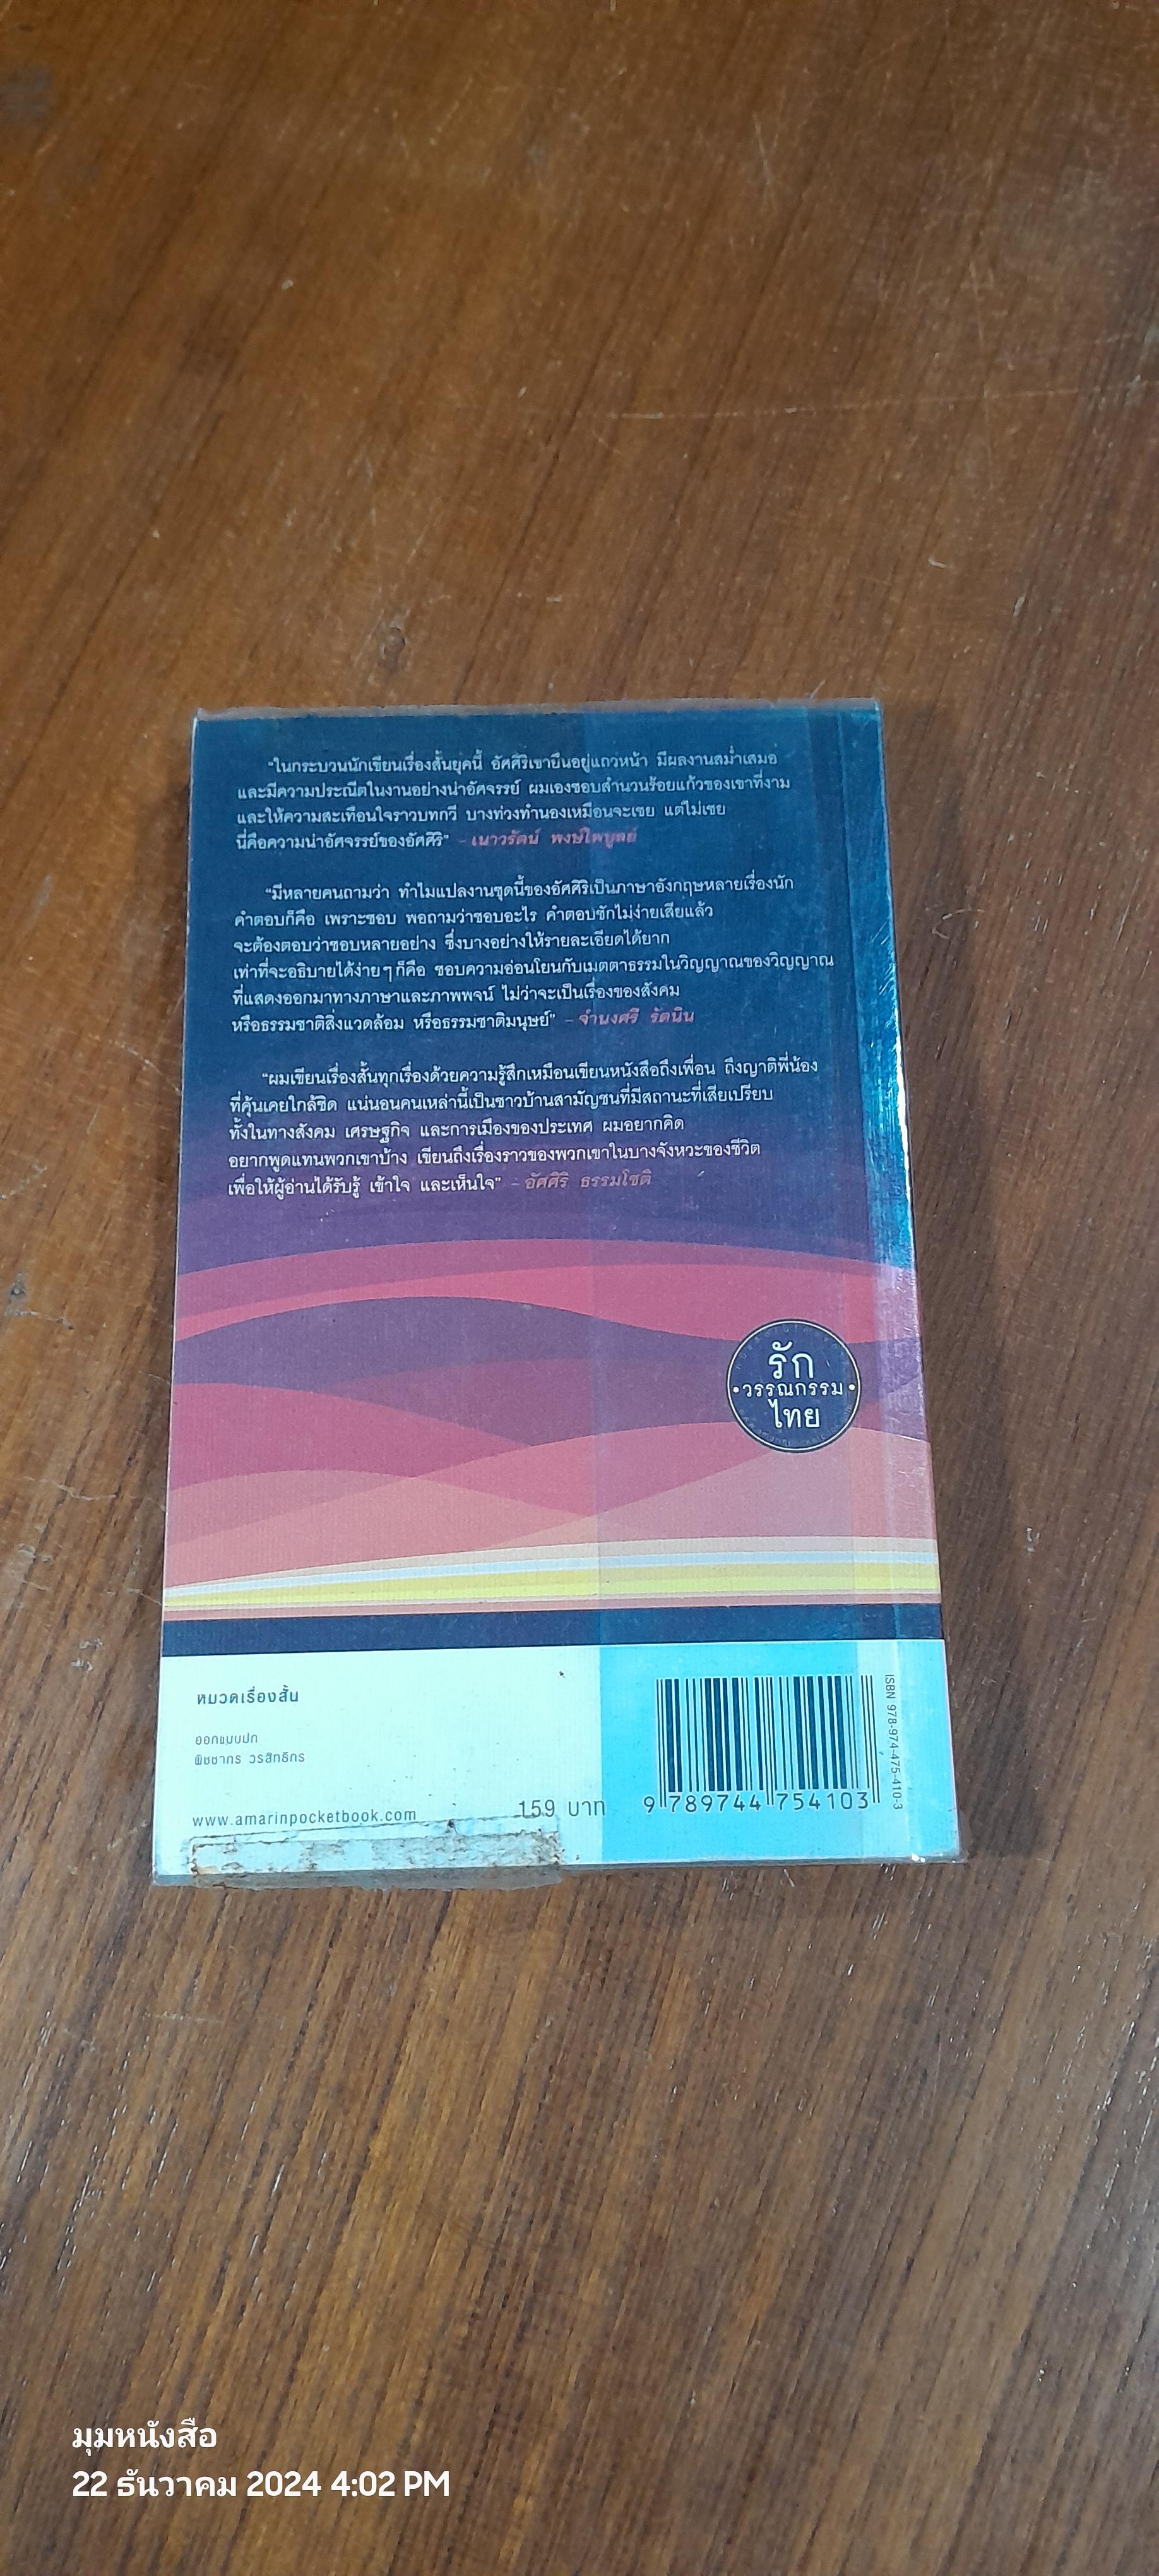 "ในกระบวนนักเขียนเรื่องสั้นยุคนี้ อัศศิริเขายืนอยู่แถวหน้า มีผลงานสม่ำเสมอ
และมีความประณีตในงานอย่างน่าอัศจรรย์ ผมเองชอบสำนวนร้อยแก้วของเขาที่งาม
และให้ความสะเทือนใจราวบทกวี บางท่วงทำนองเหมือนจะเชย แต่ไม่เชย
นี่คือความน่าอัศจรรย์ของอัศศิริ" – เนาวรัตน์ พงษ์ไพบูลย์
"มีหลายคนถามว่า ทำไมแปลงานชุดนี้ของอัศศิริเป็นภาษาอังกฤษหลายเรื่องนัก
คำตอบก็คือ เพราะชอบ พอถามว่าชอบอะไร คำตอบชักไม่ง่ายเสียแล้ว
จะต้องตอบว่าชอบหลายอย่าง ซึ่งบางอย่างให้รายละเอียดได้ยาก
เท่าที่จะอธิบายได้ง่ายๆ ก็คือ ชอบความอ่อนโยนกับเมตตาธรรมในวิญญาณของวิญญาณ
ที่แสดงออกมาทางภาษาและภาพพจน์ ไม่ว่าจะเป็นเรื่องของสังคม
หรือธรรมชาติสิ่งแวดล้อม หรือธรรมชาติมนุษย์" – จำนงศรี รัตนิน
"ผมเขียนเรื่องสั้นทุกเรื่องด้วยความรู้สึกเหมือนเขียนหนังสือถึงเพื่อน ถึงญาติพี่น้อง
ที่คุ้นเคยใกล้ชิด แน่นอนคนเหล่านี้เป็นชาวบ้านสามัญชนที่มีสถานะที่เสียเปรียบ
ทั้งในทางสังคม เศรษฐกิจ และการเมืองของประเทศ ผมอยากคิด
อยากพูดแทนพวกเขาบ้าง เขียนถึงเรื่องราวของพวกเขาในบางจังหวะของชีวิต
เพื่อให้ผู้อ่านได้รับรู้ เข้าใจ และเห็นใจ" – อัศศิริ ธรรมโชติ
รัก
•วรรณกรรม•
ไทย
หมวดเรื่องสั้น
ออกแบบปก
พิชชากร วรสิทธิกร
www.amarinpocketbook.com
159 บาท
9 789744 754103
ISBN 978-974-475-410-3
มุมหนังสือ
22 ธันวาคม 2024 4:02 PM